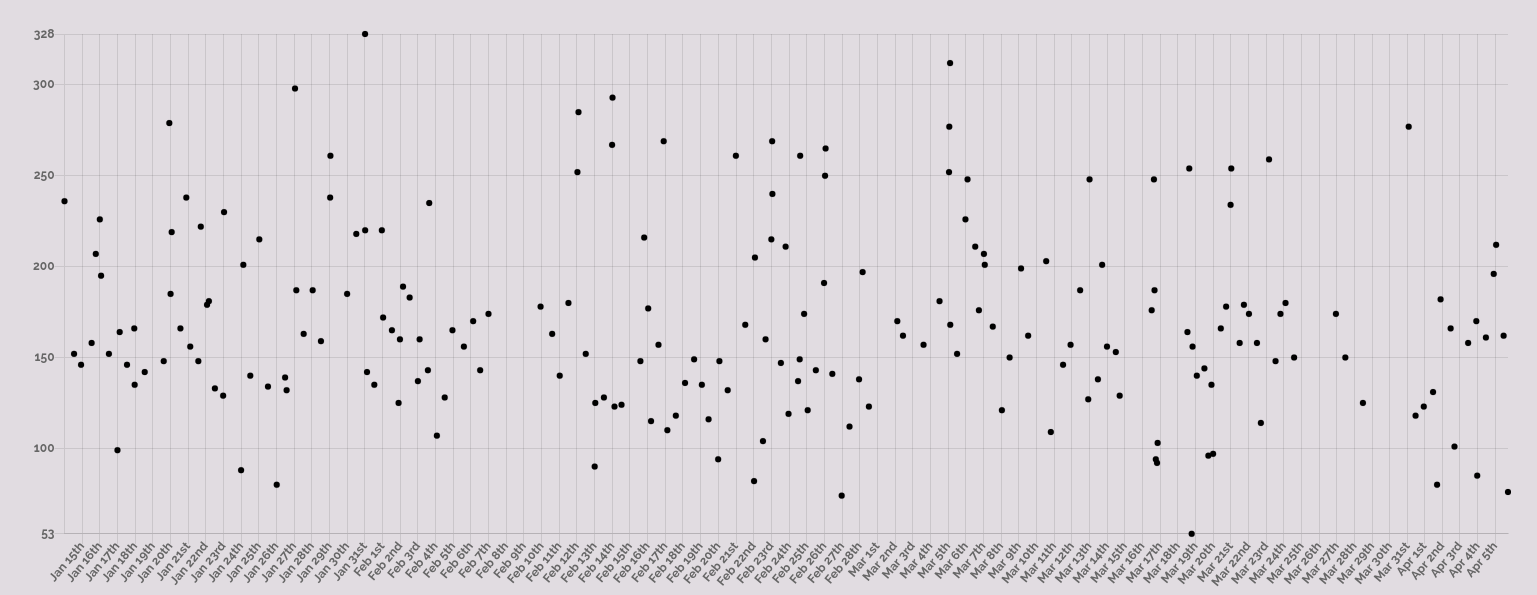 328
300
250
200
150
100
53
Jan 15th
Jan 16th
Jan 17th
Jan 18th
Jan 19th
Jan 20th
Jan 21st
Jan 22nd
Jan 23rd
Jan 24th
Jan 25th
Jan 26th
Jan 27th
Jan 28th
Jan 29th
Jan 30th
Jan 31st
Feb 1st
Feb 2nd
Feb 3rd
Feb 4th
Feb 5th
Feb 6th
Feb 7th
Feb 8th
Feb 9th
Feb 10th
Feb 11th
Feb 12th
Feb 13th
Feb 14th
Feb 15th
Feb 16th
Feb 17th
Feb 18th
Feb 19th
Feb 20th
Feb 21st
Feb 22nd
Feb 23rd
Feb 24th
Feb 25th
Feb 26th
Feb 27th
Feb 28th
Mar 1st
Mar 2nd
Mar 3rd
Mar 4th
Mar 5th
Mar 6th
Mar 7th
Mar 8th
Mar 9th
Mar 10th
Mar 11th
Mar 12th
Mar 13th
Mar 14th
Mar 15th
Mar 16th
Mar 17th
Mar 18th
Mar 19th
Mar 20th
Mar 21st
Mar 22nd
Mar 23rd
Mar 24th
Mar 25th
Mar 26th
Mar 27th
Mar 28th
Mar 29th
Mar 30th
Mar 31st
Apr 1st
Apr 2nd
Apr 3rd
Apr 4th
Apr 5th